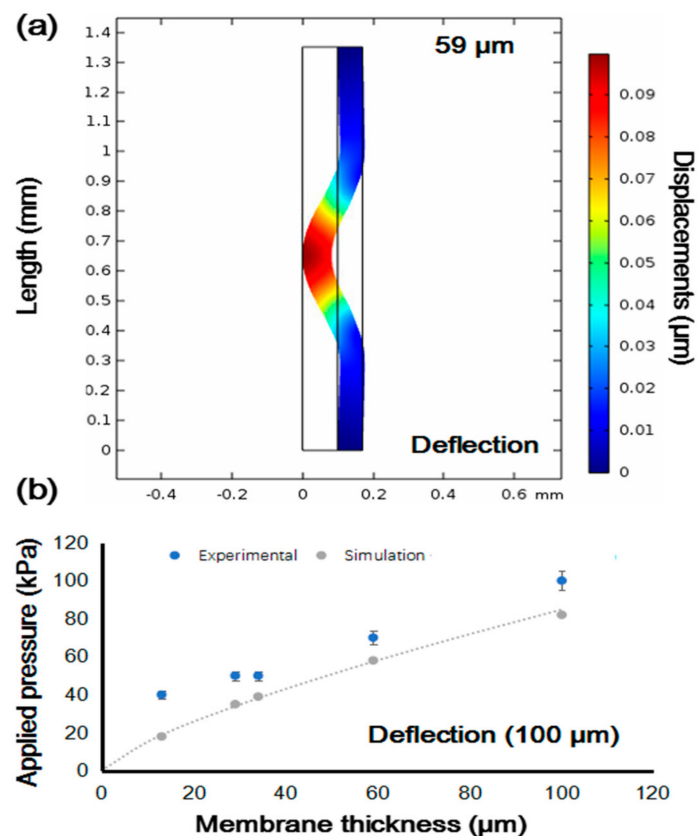 (a)
59 µm
1.4
1.3
1.2
1.1
1
0.9
0.8
0.7
0.6
0.5
0.4
0.3
0.2
0.1
0
Length (mm)
-0.4 -0.2 0 0.2 0.4 0.6 mm
Deflection
0.09
0.08
0.07
0.06
0.05
0.04
0.03
0.02
0.01
0
Displacements (µm)
(b)
Experimental Simulation
120
100
80
60
40
20
0
Applied pressure (kPa)
Deflection (100 µm)
0 20 40 60 80 100 120
Membrane thickness (µm)